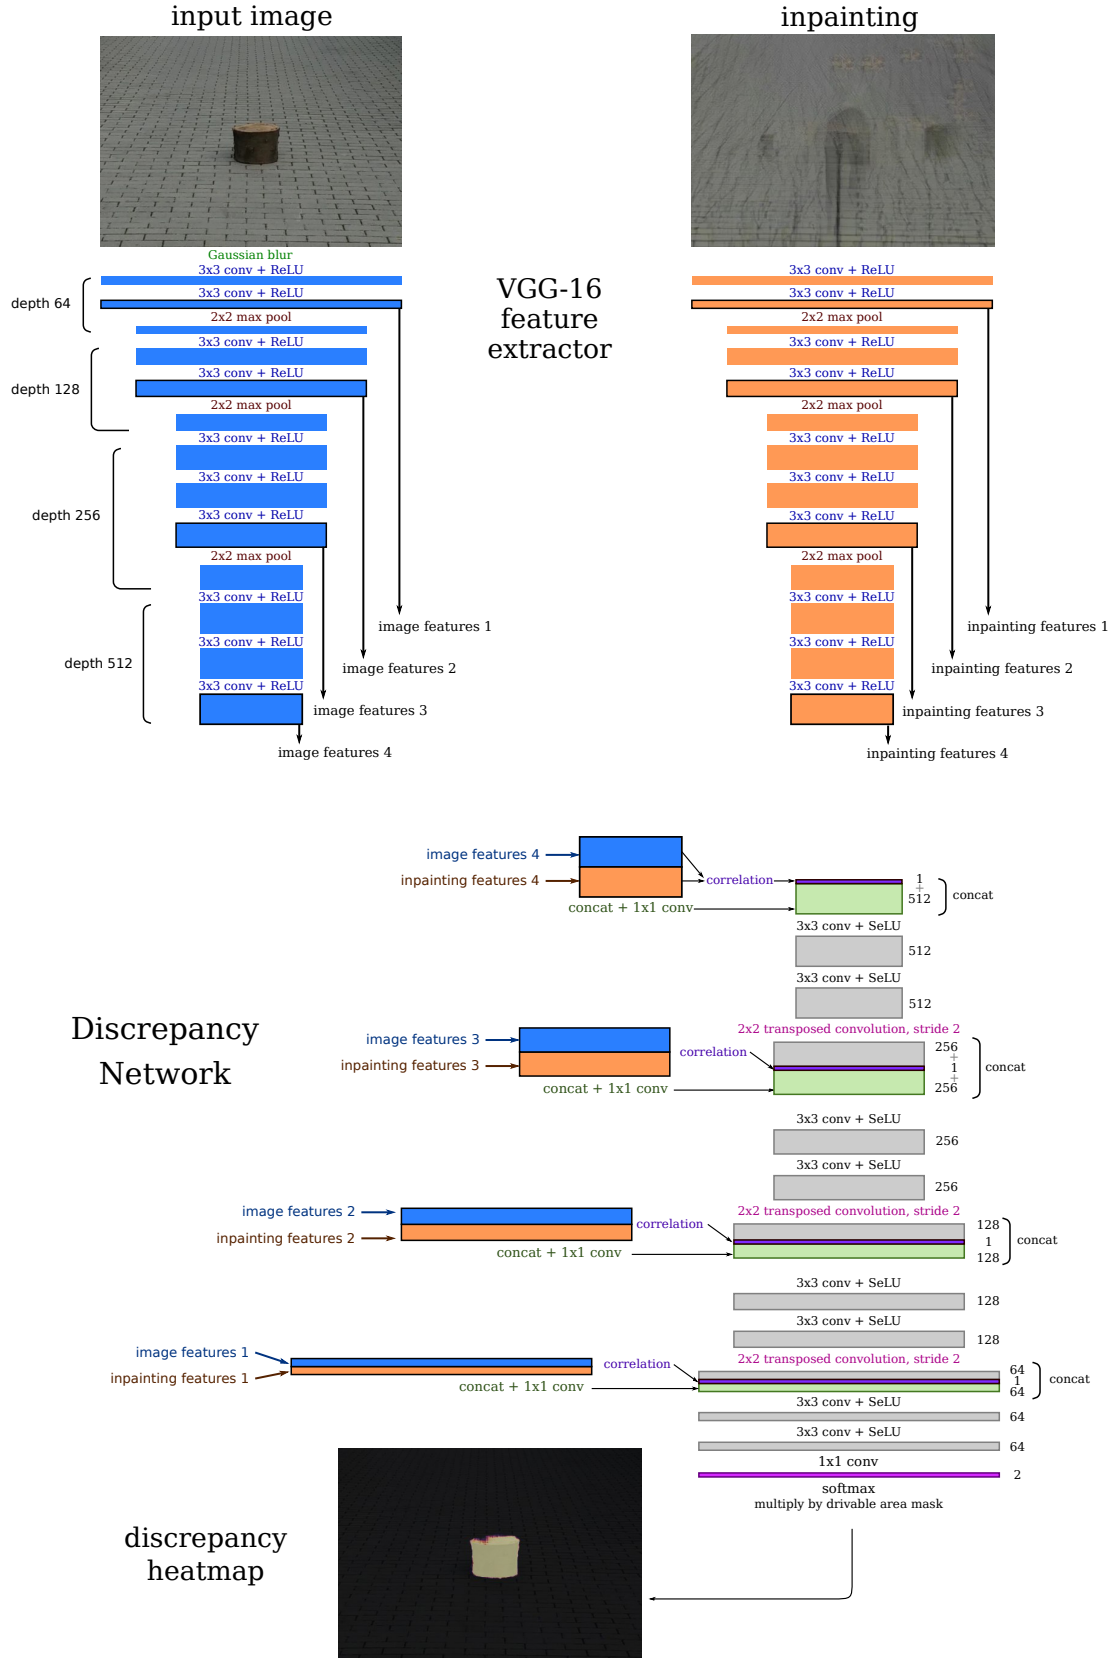 input image
inpainting
Gaussian blur
3x3 conv + ReLU
depth 64
3x3 conv + ReLU
2x2 max pool
3x3 conv + ReLU
depth 128
3x3 conv + ReLU
2x2 max pool
3x3 conv + ReLU
3x3 conv + ReLU
depth 256
3x3 conv + ReLU
2x2 max pool
3x3 conv + ReLU
3x3 conv + ReLU
depth 512
3x3 conv + ReLU
image features 1
image features 2
image features 3
image features 4
VGG-16
feature
extractor
3x3 conv + ReLU
3x3 conv + ReLU
2x2 max pool
3x3 conv + ReLU
3x3 conv + ReLU
2x2 max pool
3x3 conv + ReLU
3x3 conv + ReLU
3x3 conv + ReLU
2x2 max pool
3x3 conv + ReLU
3x3 conv + ReLU
3x3 conv + ReLU
inpainting features 1
inpainting features 2
inpainting features 3
inpainting features 4
Discrepancy
Network
image features 4
inpainting features 4
correlation
concat + 1x1 conv
1
+
512
concat
3x3 conv + SeLU
512
3x3 conv + SeLU
512
2x2 transposed convolution, stride 2
image features 3
inpainting features 3
correlation
concat + 1x1 conv
256
+
1
+
256
concat
3x3 conv + SeLU
256
3x3 conv + SeLU
256
2x2 transposed convolution, stride 2
image features 2
inpainting features 2
correlation
concat + 1x1 conv
128
1
128
concat
3x3 conv + SeLU
128
3x3 conv + SeLU
128
2x2 transposed convolution, stride 2
image features 1
inpainting features 1
correlation
concat + 1x1 conv
64
1
64
concat
3x3 conv + SeLU
64
3x3 conv + SeLU
64
1x1 conv
2
softmax
multiply by drivable area mask
discrepancy
heatmap